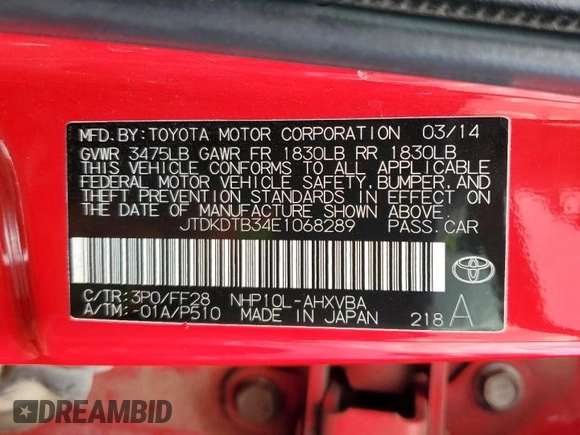 MFD.BY:TOYOTA MOTOR CORPORATION 03/14
GVWR 3475LB GAWR FR 1830LB RR 1830LB
THIS VEHICLE CONFORMS TO ALL APPLICABLE
FEDERAL MOTOR VEHICLE SAFETY, BUMPER, AND
THEFT PREVENTION STANDARDS IN EFFECT ON
THE DATE OF MANUFACTURE SHOWN ABOVE.
JTDKDTB34E1068289 PASS.CAR
C/TR:3P0/FF28 NHP10L-AHXVBA
A/TM:-01A/P510 MADE IN JAPAN 218 A
DREAMBID